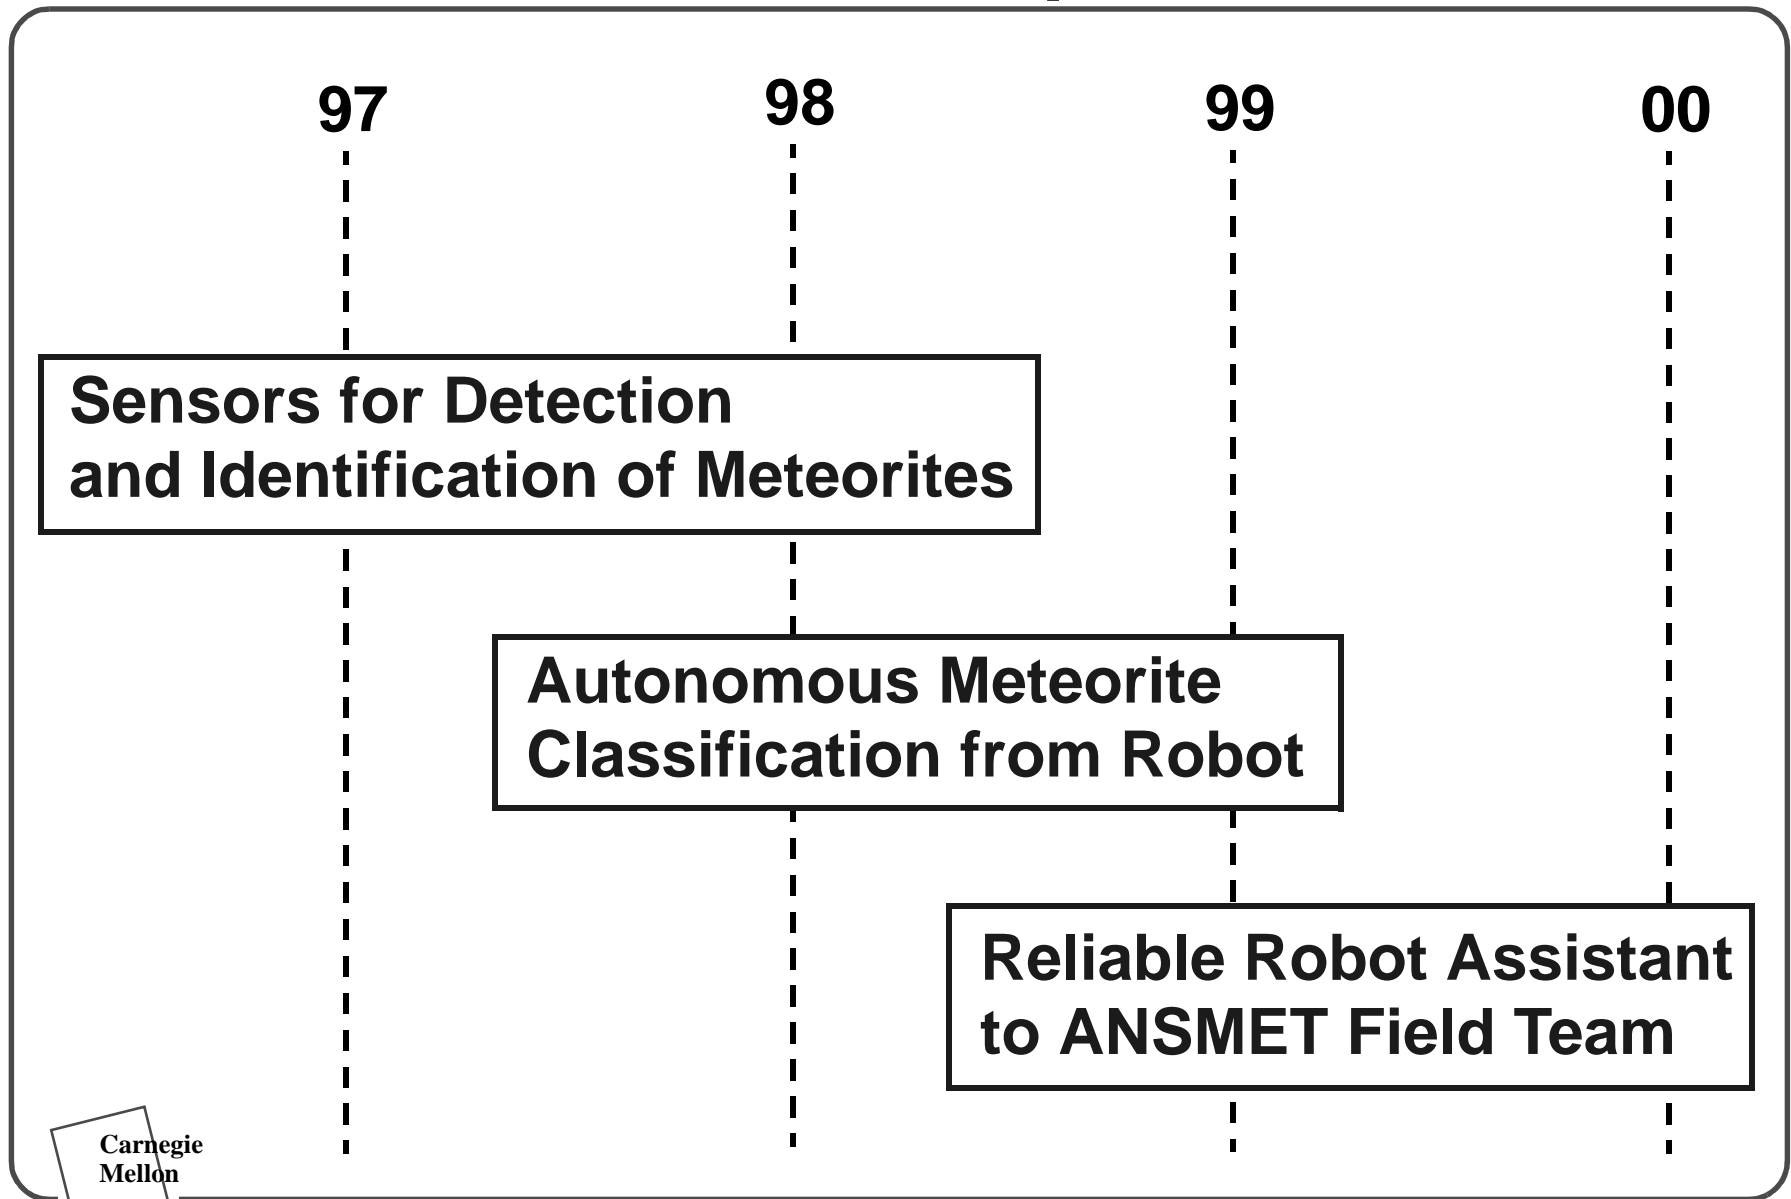 97 98 99 00
Sensors for Detection
and Identification of Meteorites
Autonomous Meteorite
Classification from Robot
Reliable Robot Assistant
to ANSMET Field Team
Carnegie
Mellon